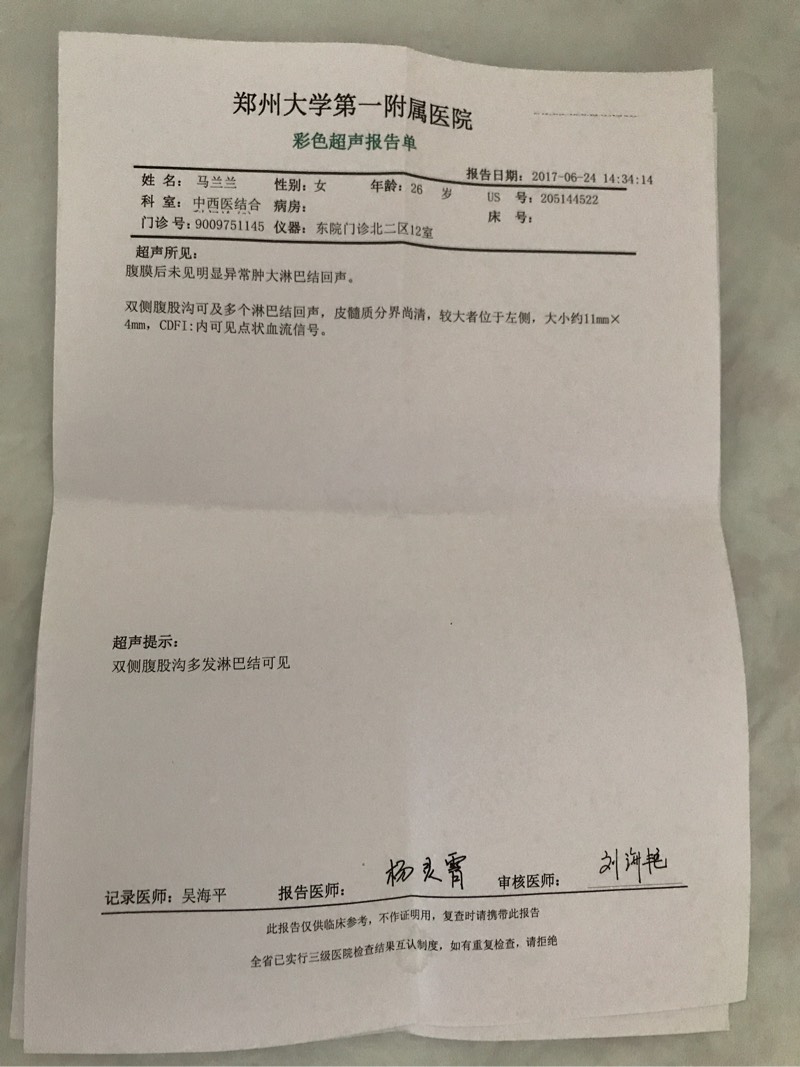 郑州大学第一附属医院
彩色超声报告单
报告日期：2017-06-24 14:34:14
姓 名： 马兰兰 性别：女 年龄：26 岁 US 号：205144522
科 室： 中西医结合 病房： 床 号：
门诊号：9009751145 仪器：东院门诊北二区12室
超声所见：
腹膜后未见明显异常肿大淋巴结回声。
双侧腹股沟可及多个淋巴结回声，皮髓质分界尚清，较大者位于左侧，大小约11mm×
4mm，CDFI:内可见点状血流信号。
超声提示：
双侧腹股沟多发淋巴结可见
记录医师：吴海平 报告医师： 杨灵霄 审核医师： 刘海艳
此报告仅供临床参考，不作证明用，复查时请携带此报告
全省已实行三级医院检查结果互认制度，如有重复检查，请拒绝